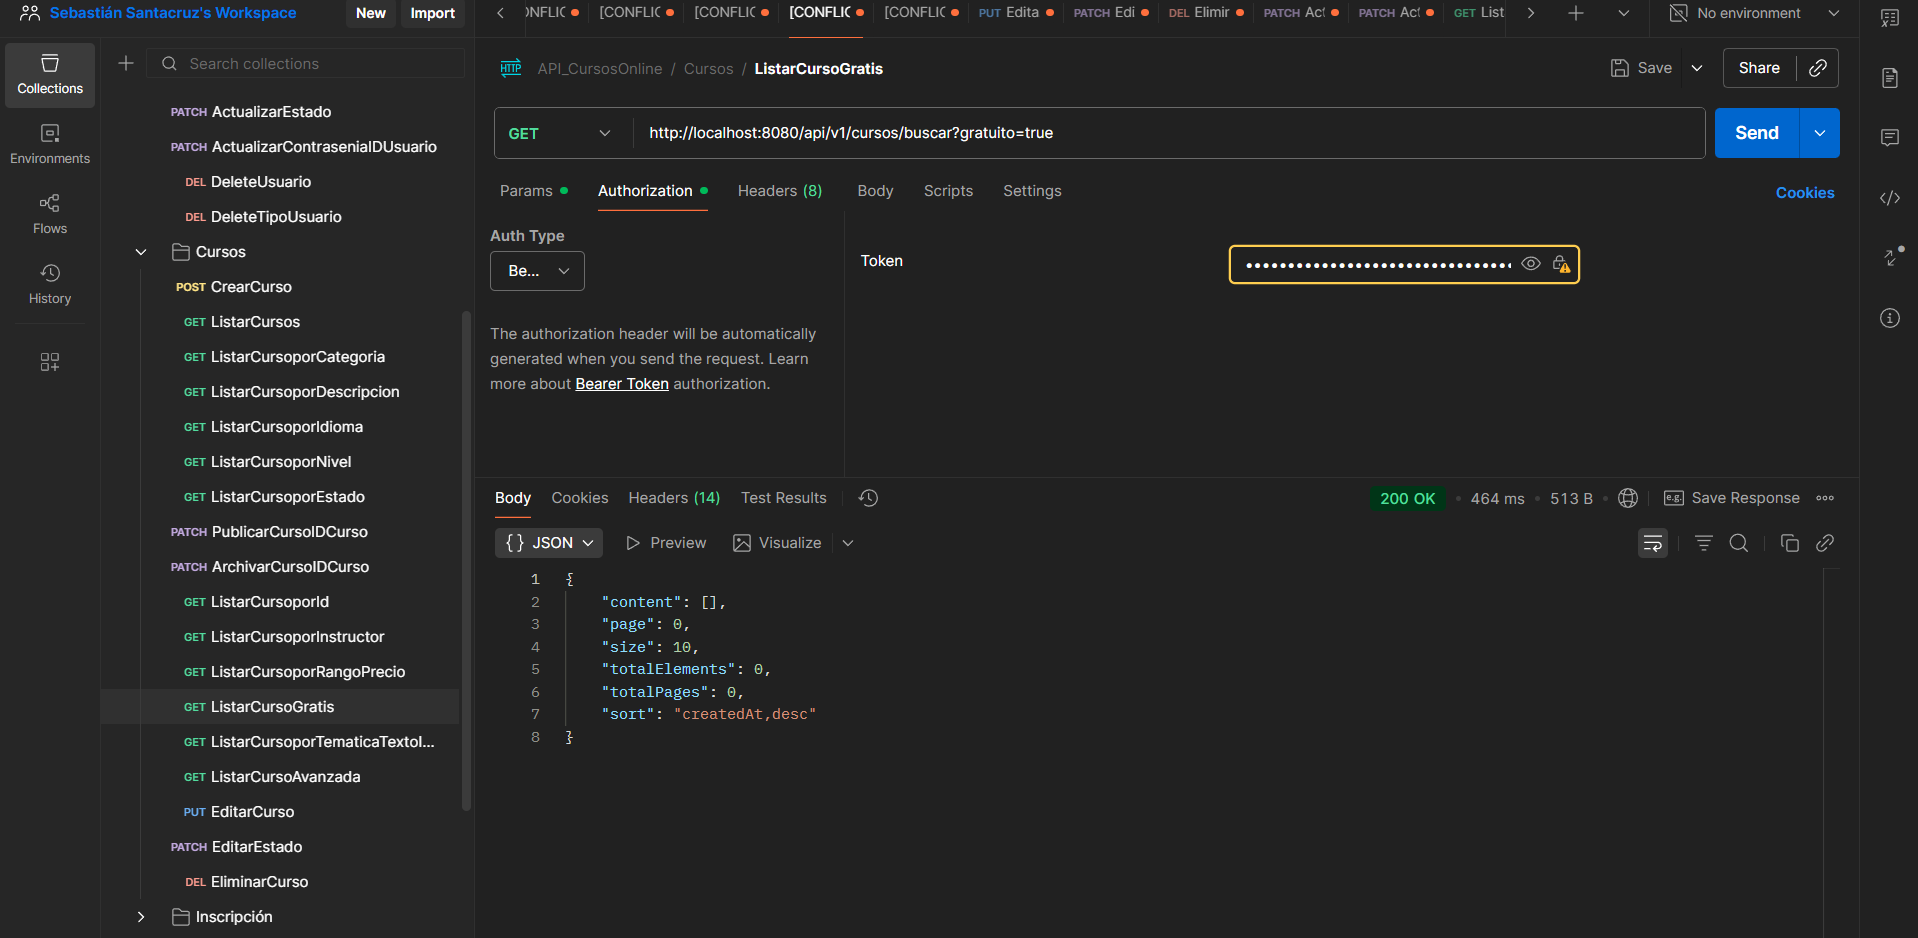 Sebastián Santacruz's Workspace
New
Import
[CONFLIC
[CONFLIC
[CONFLIC
[CONFLIC
PUT Edita
PATCH Edi
DEL Elimir
PATCH Act
PATCH Act
GET List
No environment
Collections
Environments
Flows
History
Search collections
PATCH ActualizarEstado
PATCH ActualizarContraseniaIDUsuario
DEL DeleteUsuario
DEL DeleteTipoUsuario
Cursos
POST CrearCurso
GET ListarCursos
GET ListarCursoporCategoria
GET ListarCursoporDescripcion
GET ListarCursoporIdioma
GET ListarCursoporNivel
GET ListarCursoporEstado
PATCH PublicarCursoIDCurso
PATCH ArchivarCursoIDCurso
GET ListarCursoporId
GET ListarCursoporInstructor
GET ListarCursoporRangoPrecio
GET ListarCursoGratis
GET ListarCursoporTematicaTextoI...
GET ListarCursoAvanzada
PUT EditarCurso
PATCH EditarEstado
DEL EliminarCurso
Inscripción
HTTP API_CursosOnline / Cursos / ListarCursoGratis
Save
Share
GET
http://localhost:8080/api/v1/cursos/buscar?gratuito=true
Send
Params
Authorization
Headers (8)
Body
Scripts
Settings
Cookies
Auth Type
Be...
The authorization header will be automatically
generated when you send the request. Learn
more about Bearer Token authorization.
Token
Body
Cookies
Headers (14)
Test Results
200 OK
464 ms
513 B
e.g. Save Response
{} JSON
Preview
Visualize
1 {
2 "content": [],
3 "page": 0,
4 "size": 10,
5 "totalElements": 0,
6 "totalPages": 0,
7 "sort": "createdAt,desc"
8 }